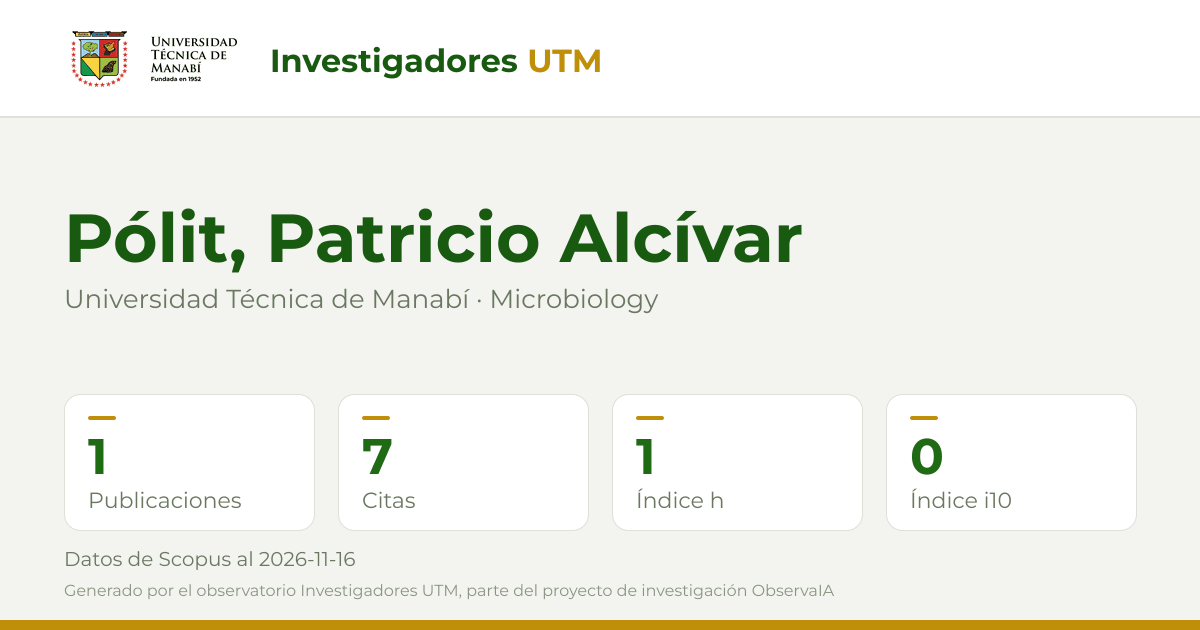 UNIVERSIDAD
TÉCNICA DE
MANABÍ
Fundada en 1952
Investigadores UTM
Pólit, Patricio Alcívar
Universidad Técnica de Manabí · Microbiology
1
Publicaciones
7
Citas
1
Índice h
0
Índice i10
Datos de Scopus al 2026-11-16
Generado por el observatorio Investigadores UTM, parte del proyecto de investigación ObservaIA